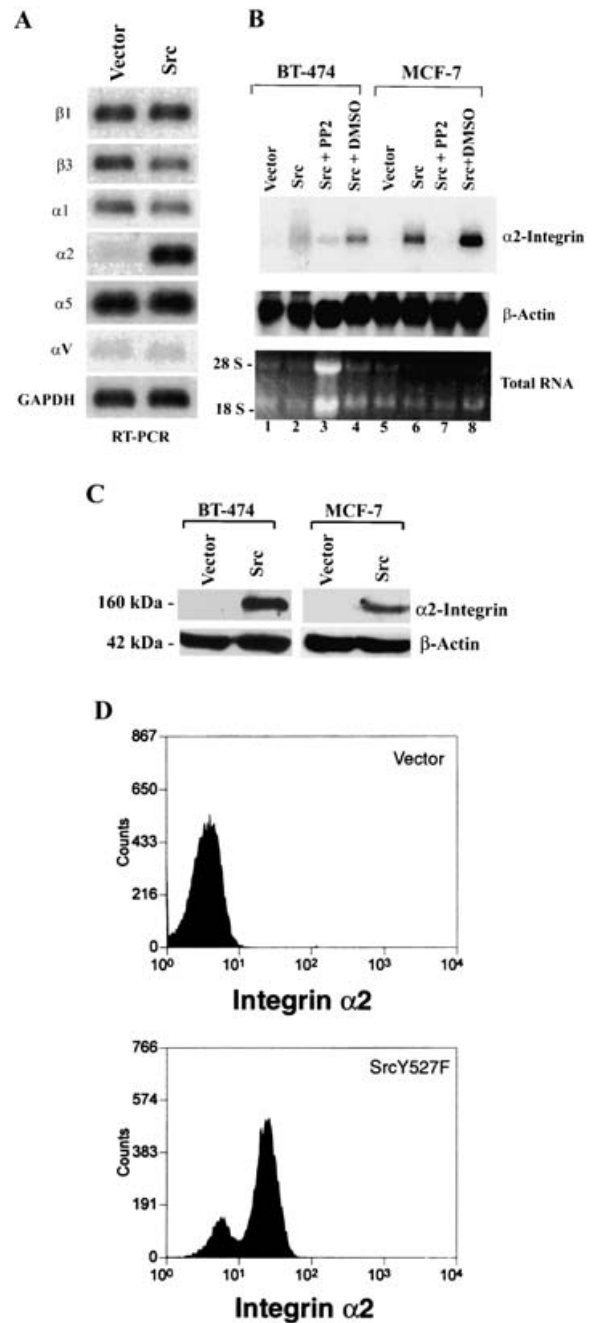 A
Vector
Src
β1
β3
α1
α2
α5
αV
GAPDH
RT-PCR
B
BT-474
MCF-7
Vector
Src
Src + PP2
Src + DMSO
Vector
Src
Src + PP2
Src+DMSO
α2-Integrin
β-Actin
28 S -
18 S -
Total RNA
1 2 3 4 5 6 7 8
C
BT-474
MCF-7
Vector
Src
Vector
Src
160 kDa -
α2-Integrin
42 kDa -
β-Actin
D
867
650
433
216
0
Counts
Vector
10⁰ 10¹ 10² 10³ 10⁴
Integrin α2
766
574
383
191
0
Counts
SrcY527F
10⁰ 10¹ 10² 10³ 10⁴
Integrin α2